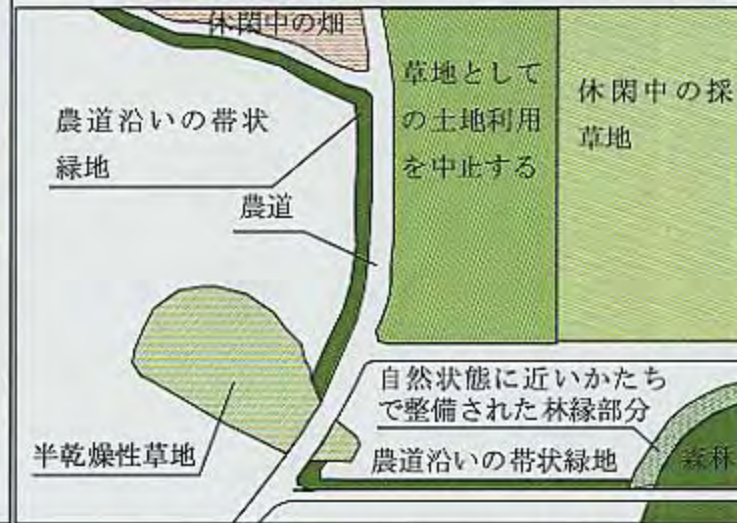 休閑中の畑
草地として
の土地利用
を中止する
休閑中の採
草地
農道沿いの帯状
緑地
農道
自然状態に近いかたち
で整備された林縁部分
半乾燥性草地
農道沿いの帯状緑地
森林